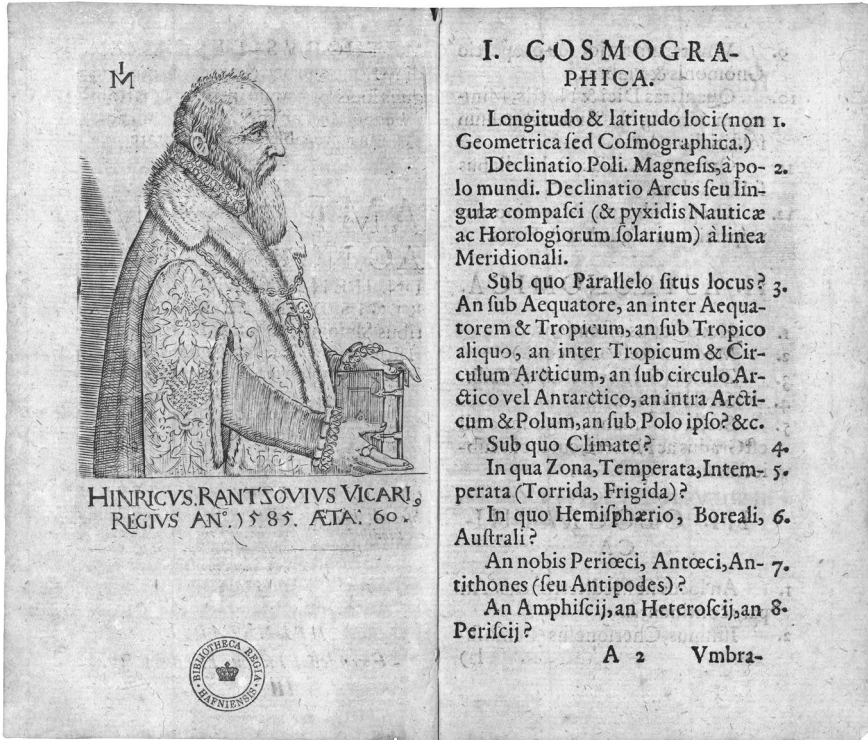 IM
HINRICVS. RANTSOVIVS VICARI,
REGIVS ANº. 1585. ÆTA: 60.
BIBLIOTHECA REGIA
HAFNIENSIS
I. COSMOGRA-
PHICA.
Longitudo & latitudo loci (non 1.
Geometrica ſed Coſmographica.)
Declinatio Poli. Magneſis, à po- 2.
lo mundi. Declinatio Arcus ſeu lin-
gulæ compaſci (& pyxidis Nauticæ
ac Horologiorum ſolarium) à linea
Meridionali.
Sub quo Parallelo ſitus locus? 3.
An ſub Aequatore, an inter Aequa-
torem & Tropicum, an ſub Tropico
aliquo, an inter Tropicum & Cir-
culum Arcticum, an ſub circulo Ar-
ctico vel Antarctico, an intra Arcti-
cum & Polum, an ſub Polo ipſo? &c.
Sub quo Climate? 4.
In qua Zona, Temperata, Intem- 5.
perata (Torrida, Frigida)?
In quo Hemiſphærio, Boreali, 6.
Auſtrali?
An nobis Periœci, Antœci, An- 7.
tithones (ſeu Antipodes)?
An Amphiſcij, an Heteroſcij, an 8.
Periſcij?
A 2 Vmbra-